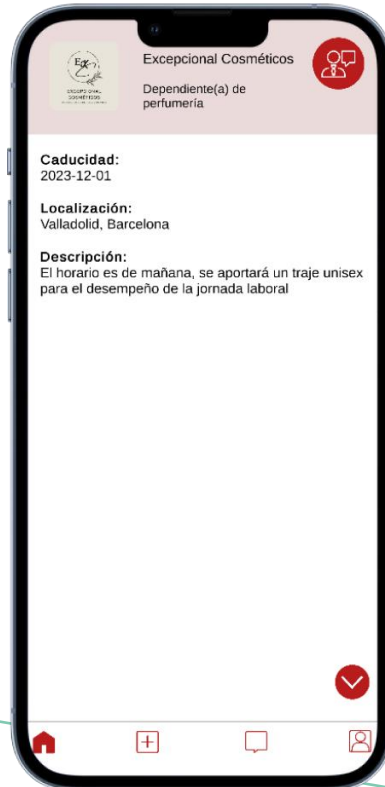 Excepcional Cosméticos
Dependiente(a) de
perfumería
Caducidad:
2023-12-01
Localización:
Valladolid, Barcelona
Descripción:
El horario es de mañana, se aportará un traje unisex
para el desempeño de la jornada laboral